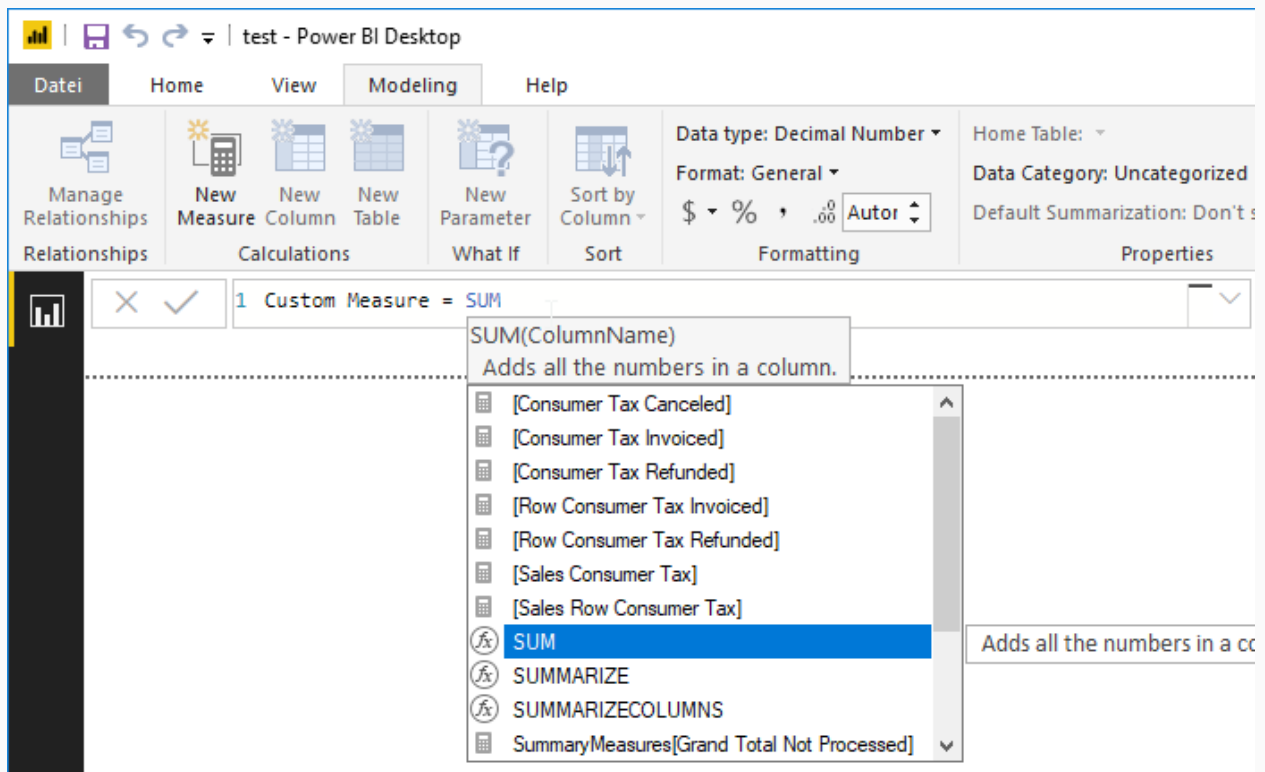 test - Power BI Desktop
Datei Home View Modeling Help
Manage Relationships
New Measure
New Column
New Table
New Parameter
Sort by Column
Data type: Decimal Number
Format: General
$ % , .00 Autor
Home Table:
Data Category: Uncategorized
Default Summarization: Don't s
Relationships Calculations What If Sort Formatting Properties
1 Custom Measure = SUM
SUM(ColumnName)
Adds all the numbers in a column.
[Consumer Tax Canceled]
[Consumer Tax Invoiced]
[Consumer Tax Refunded]
[Row Consumer Tax Invoiced]
[Row Consumer Tax Refunded]
[Sales Consumer Tax]
[Sales Row Consumer Tax]
fx SUM Adds all the numbers in a co
fx SUMMARIZE
fx SUMMARIZECOLUMNS
SummaryMeasures[Grand Total Not Processed]